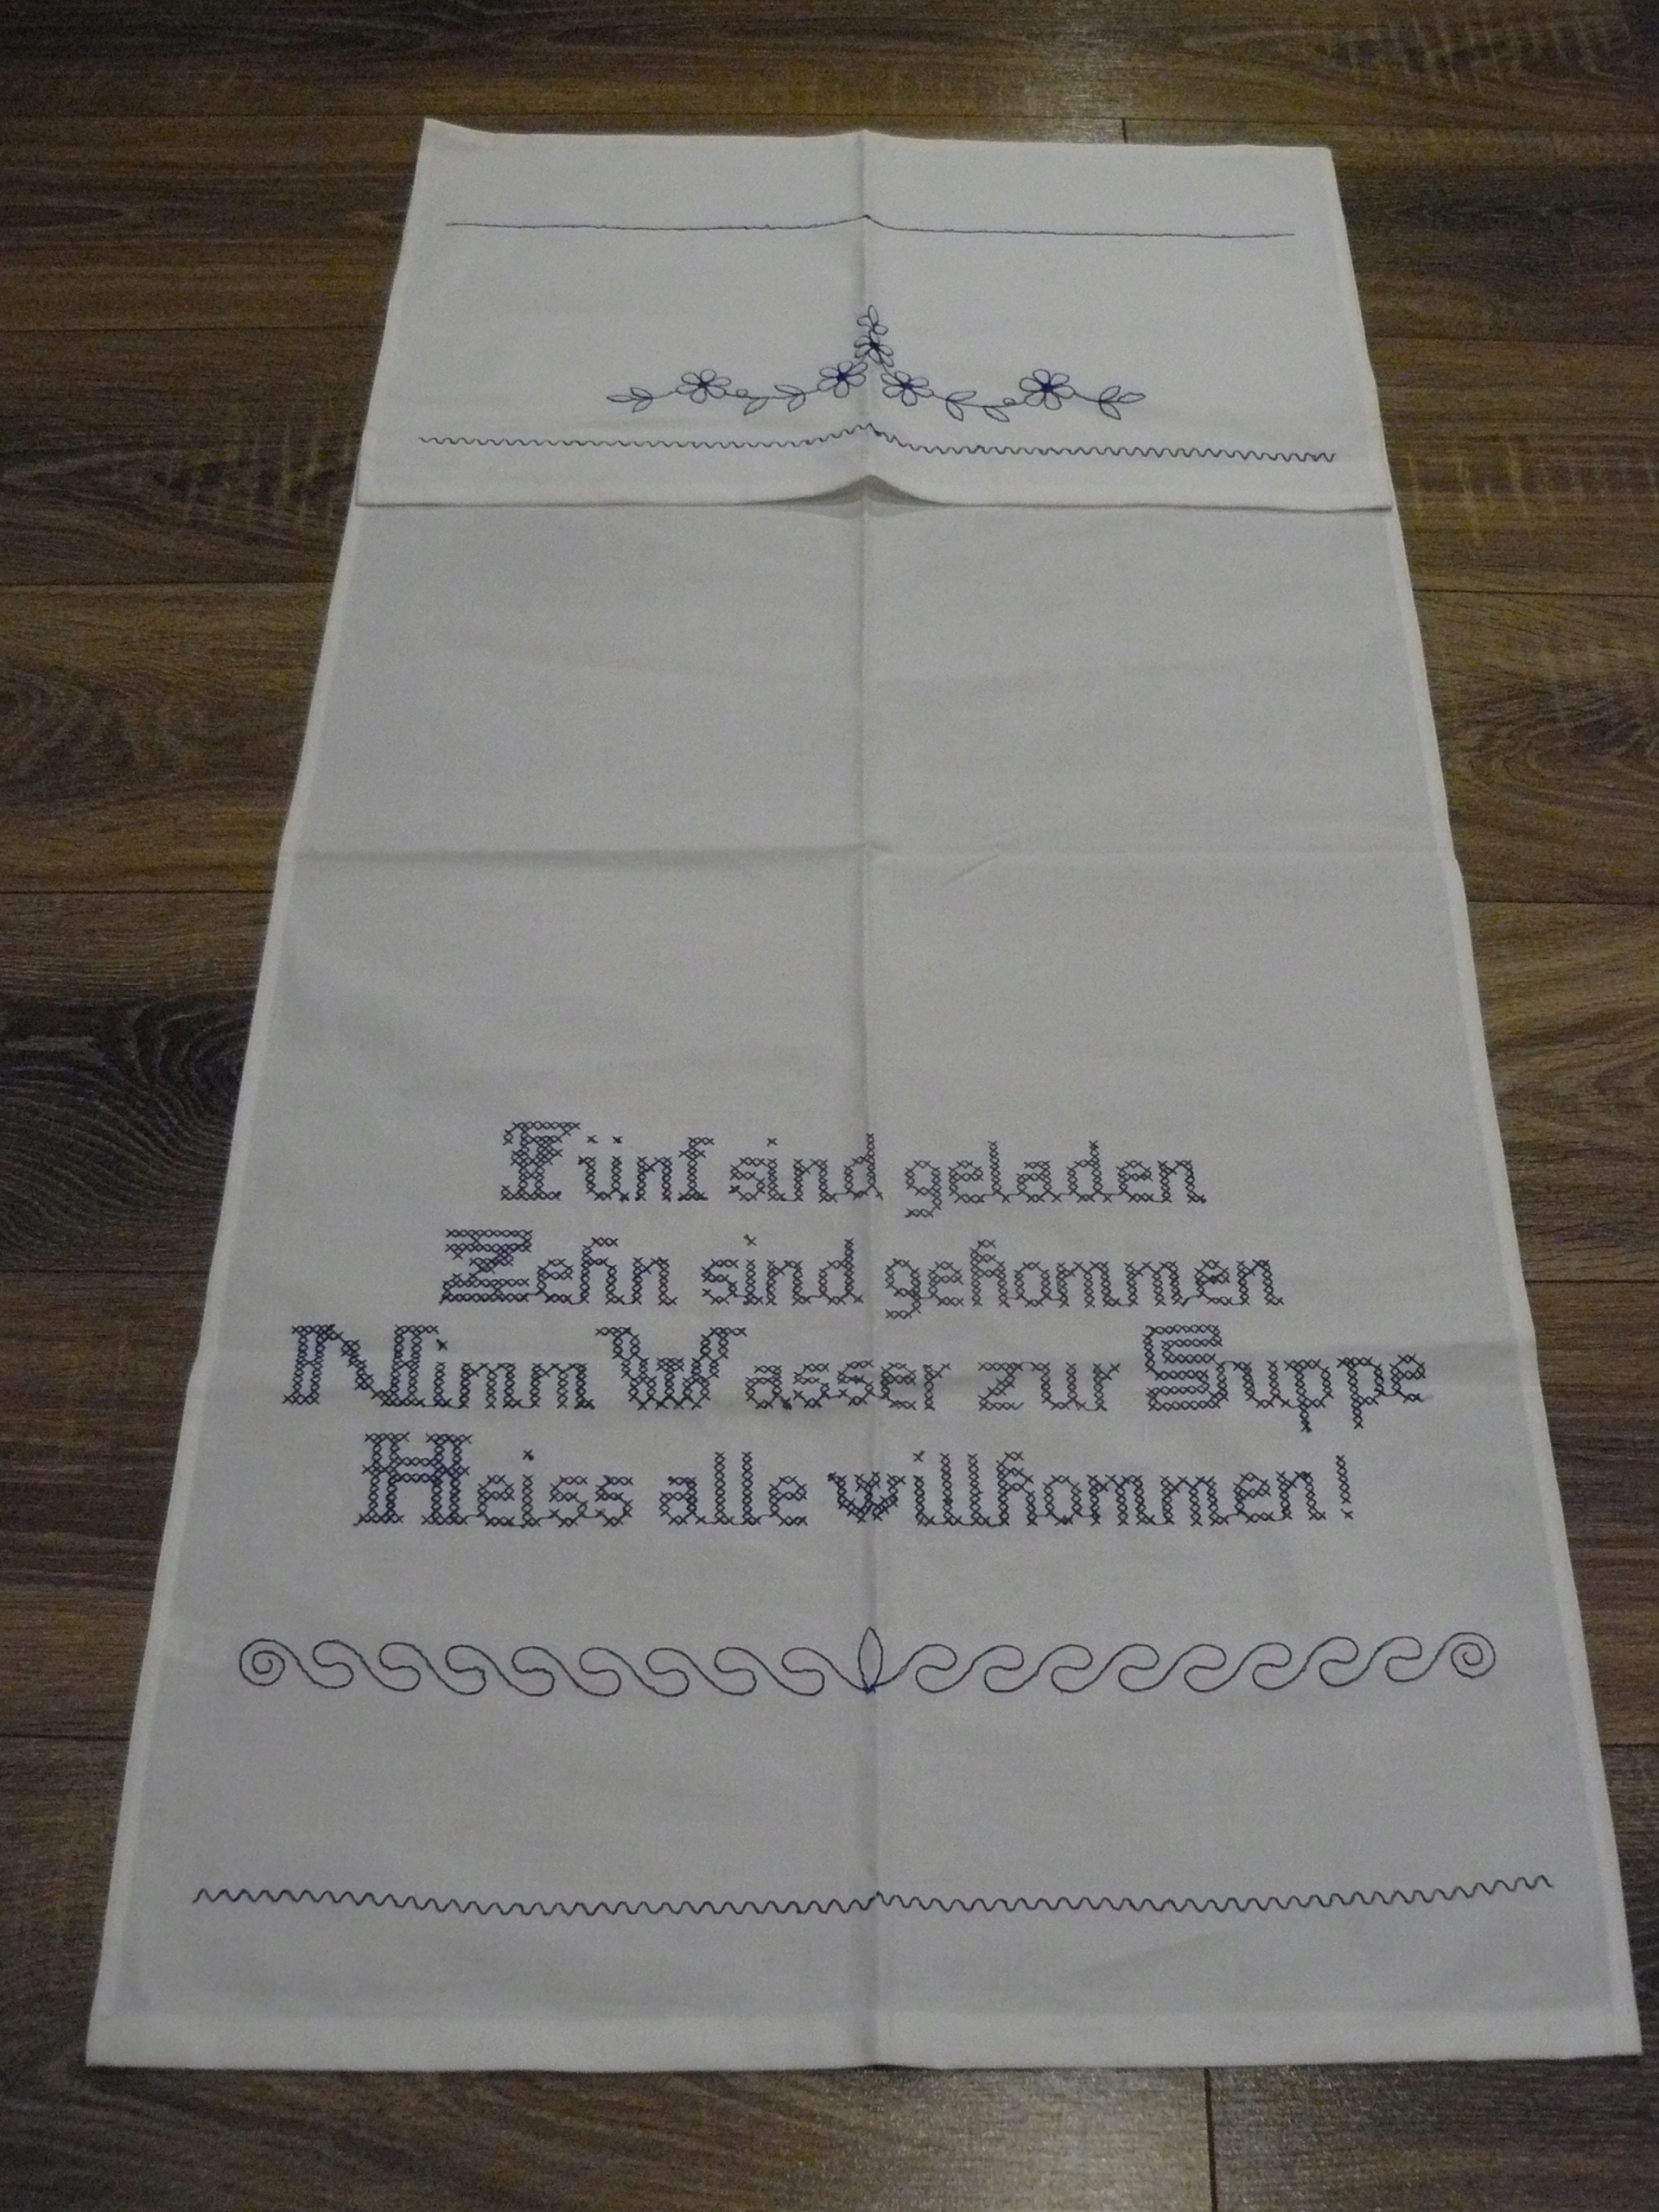 Fünf sind geladen
Zehn sind gekommen
Nimm Wasser zur Suppe
Heiss alle willkommen!